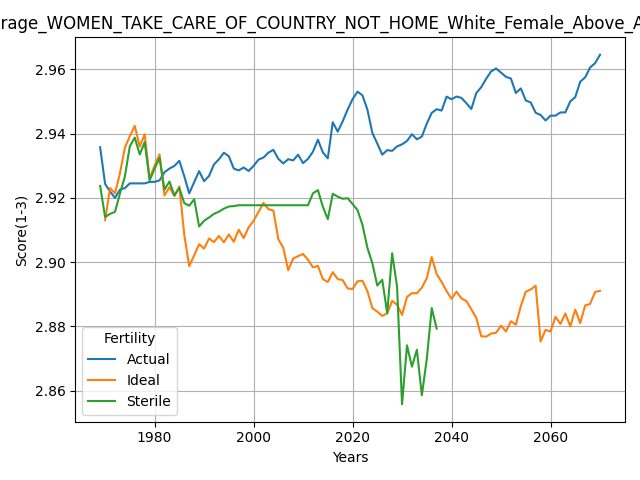 rage_WOMEN_TAKE_CARE_OF_COUNTRY_NOT_HOME_White_Female_Above_A
2.96
2.94
2.92
2.90
2.88
2.86
Score(1-3)
Fertility
Actual
Ideal
Sterile
1980
2000
2020
2040
2060
Years